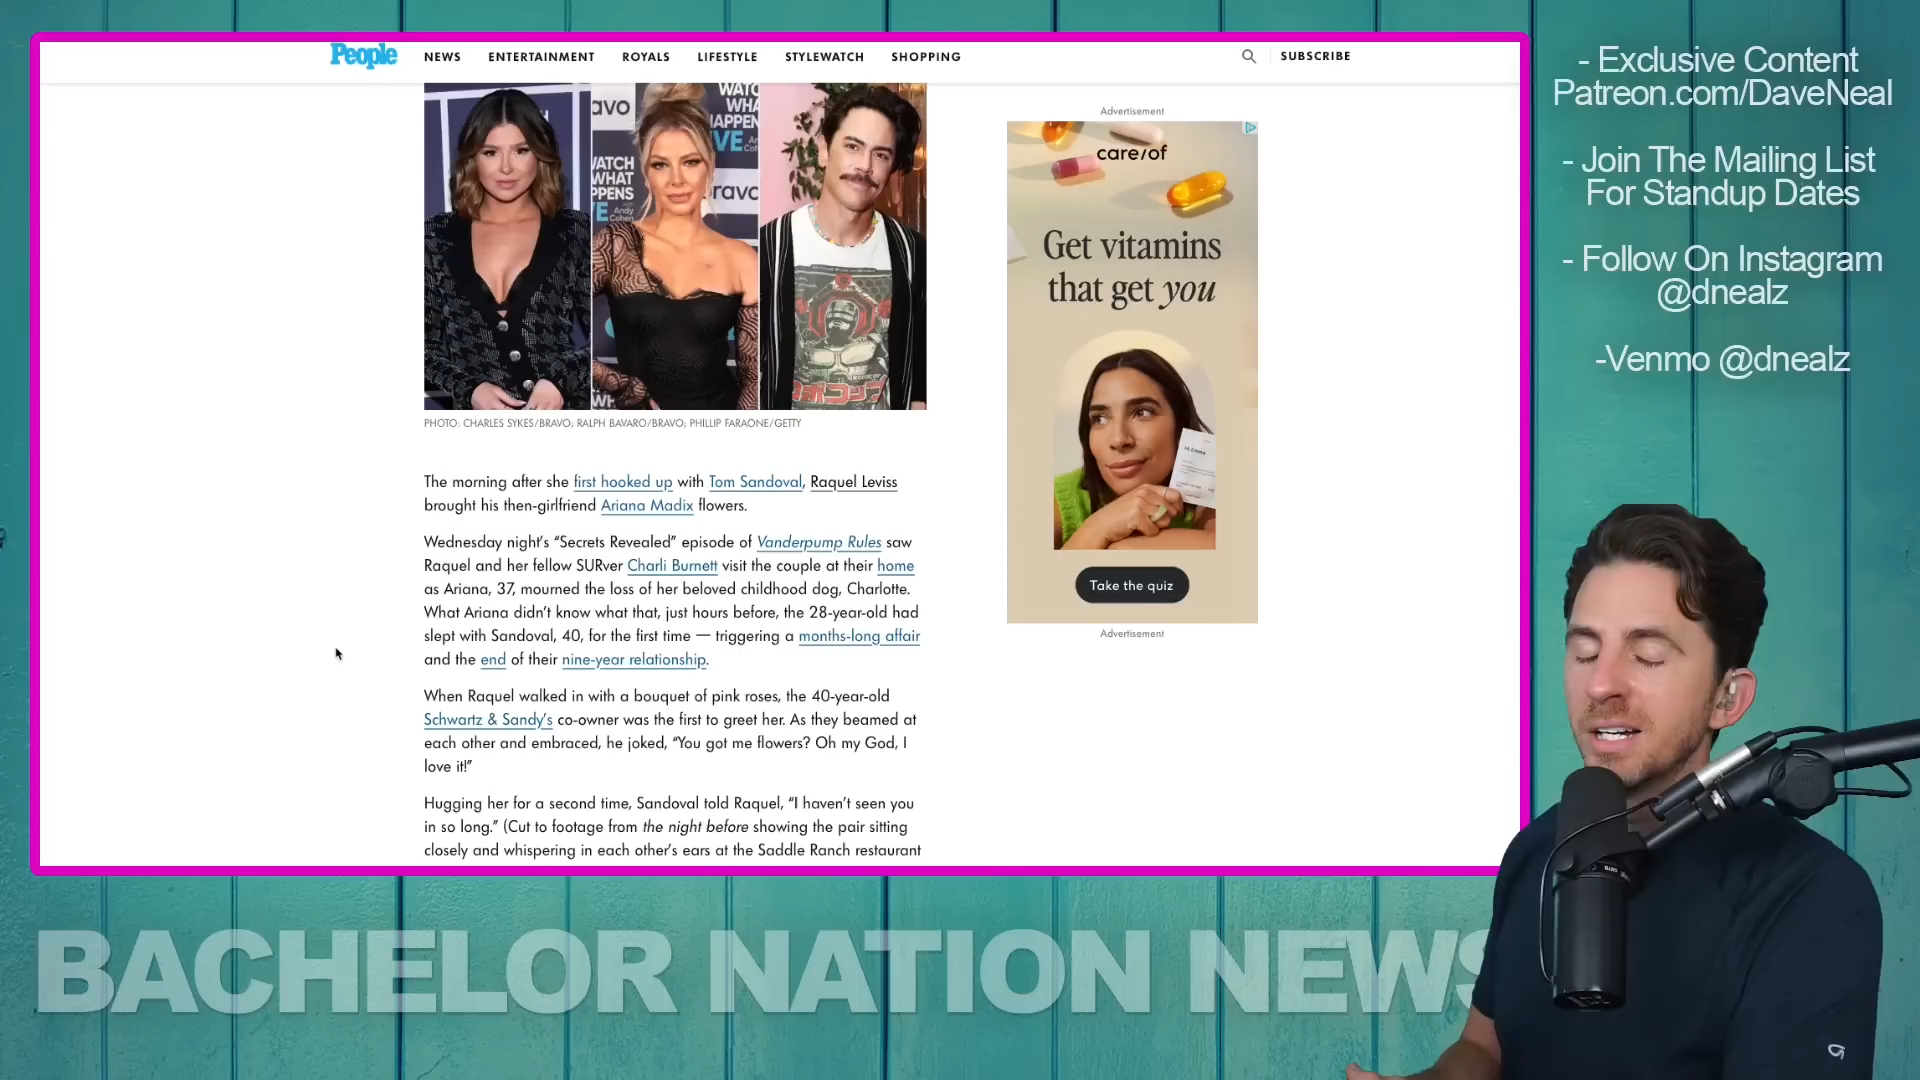 People
NEWS
ENTERTAINMENT
ROYALS
LIFESTYLE
STYLEWATCH
SHOPPING
SUBSCRIBE
- Exclusive Content
Patreon.com/DaveNeal
- Join The Mailing List
For Standup Dates
- Follow On Instagram
@dnealz
-Venmo @dnealz
avo
WATCH
WHAT
HAPPENS
Andy
Cohen
ravo
PHOTO: CHARLES SYKES/BRAVO; RALPH BAVARO/BRAVO; PHILLIP FARAONE/GETTY
The morning after she first hooked up with Tom Sandoval, Raquel Leviss
brought his then-girlfriend Ariana Madix flowers.
Wednesday night's “Secrets Revealed” episode of Vanderpump Rules saw
Raquel and her fellow SURver Charli Burnett visit the couple at their home
as Ariana, 37, mourned the loss of her beloved childhood dog, Charlotte.
What Ariana didn't know what that, just hours before, the 28-year-old had
slept with Sandoval, 40, for the first time — triggering a months-long affair
and the end of their nine-year relationship.
When Raquel walked in with a bouquet of pink roses, the 40-year-old
Schwartz & Sandy's co-owner was the first to greet her. As they beamed at
each other and embraced, he joked, “You got me flowers? Oh my God, I
love it!”
Hugging her for a second time, Sandoval told Raquel, “I haven't seen you
in so long.” (Cut to footage from the night before showing the pair sitting
closely and whispering in each other's ears at the Saddle Ranch restaurant
Advertisement
care/of
Get vitamins
that get you
Take the quiz
Advertisement
BACHELOR NATION NEWS